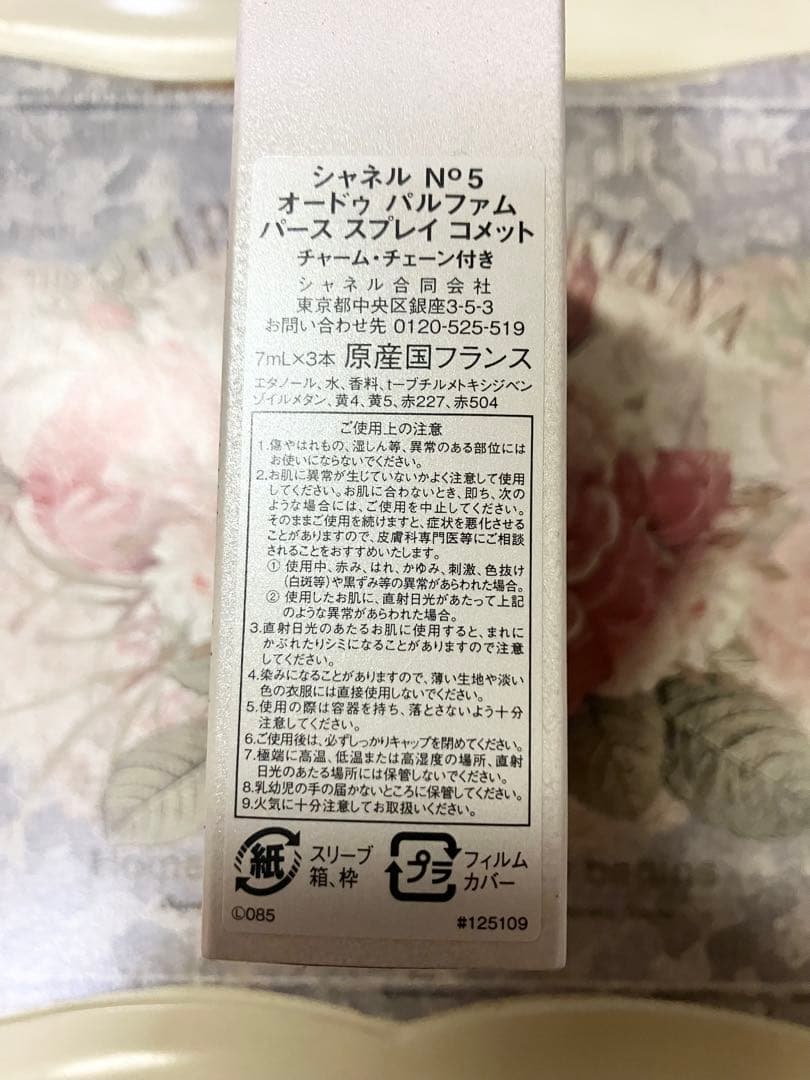 シャネル Nº5
オードゥ パルファム
パース スプレイ コメット
チャーム・チェーン付き
シャネル合同会社
東京都中央区銀座3-5-3
お問い合わせ先 0120-525-519
7mL×3本 原産国フランス
エタノール、水、香料、t-ブチルメトキシジベン
ゾイルメタン、黄4、黄5、赤227、赤504
ご使用上の注意
1.傷やはれもの、湿しん等、異常のある部位には
お使いにならないでください。
2.お肌に異常が生じていないかよく注意して使用
してください。お肌に合わないとき、即ち、次の
ような場合には、ご使用を中止してください。
そのままご使用を続けますと、症状を悪化させる
ことがありますので、皮膚科専門医等にご相談
されることをおすすめいたします。
① 使用中、赤み、はれ、かゆみ、刺激、色抜け
(白斑等)や黒ずみ等の異常があらわれた場合。
② 使用したお肌に、直射日光があたって上記
のような異常があらわれた場合。
3.直射日光のあたるお肌に使用すると、まれに
かぶれたりシミになることがありますので注意
してください。
4.染みになることがありますので、薄い生地や淡い
色の衣服には直接使用しないでください。
5.使用の際は容器を持ち、落とさないよう十分
注意してください。
6.ご使用後は、必ずしっかりキャップを閉めてください。
7.極端に高温、低温または高湿度の場所、直射
日光のあたる場所には保管しないでください。
8.乳幼児の手の届かないところに保管してください。
9.火気に十分注意してお取扱いください。
紙 スリーブ
箱、枠
プラ フィルム
カバー
Ⓛ085
#125109